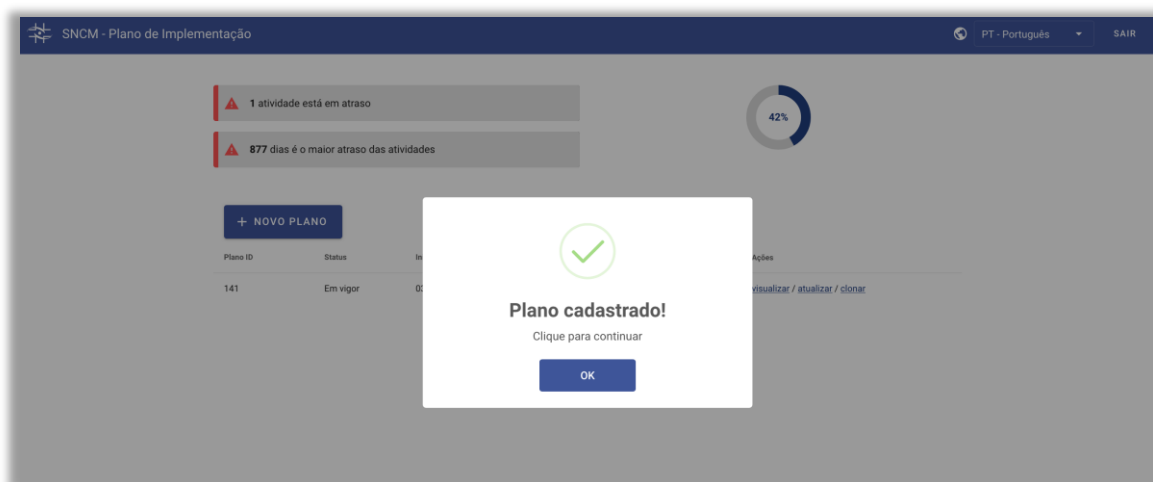 SNCM - Plano de Implementação
PT - Português
SAIR
1 atividade está em atraso
42%
877 dias é o maior atraso das atividades
+ NOVO PLANO
Plano ID Status In Ações
141 Em vigor visualizar / atualizar / clonar
Plano cadastrado!
Clique para continuar
OK